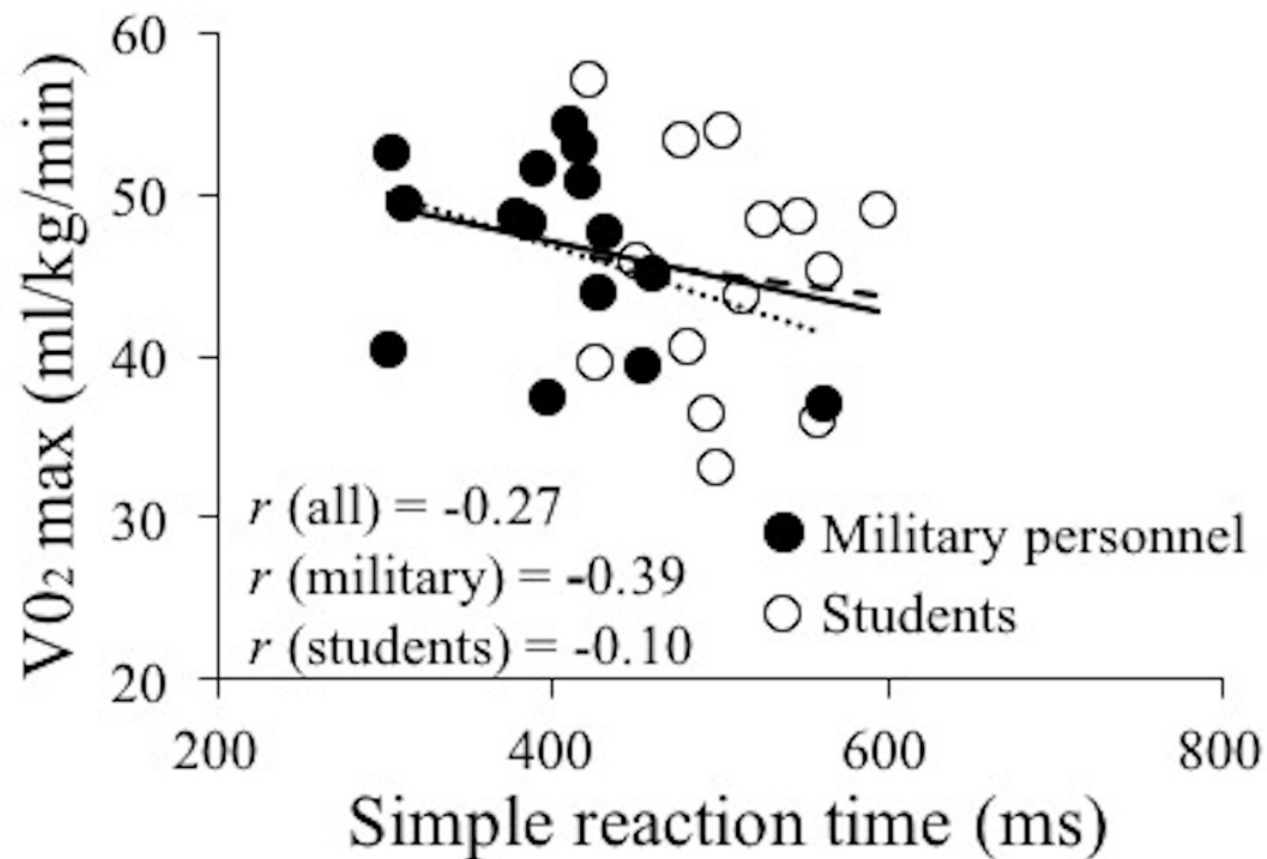 60
50
40
30
20
V0₂ max (ml/kg/min)
r (all) = -0.27
r (military) = -0.39
r (students) = -0.10
Military personnel
Students
200 400 600 800
Simple reaction time (ms)